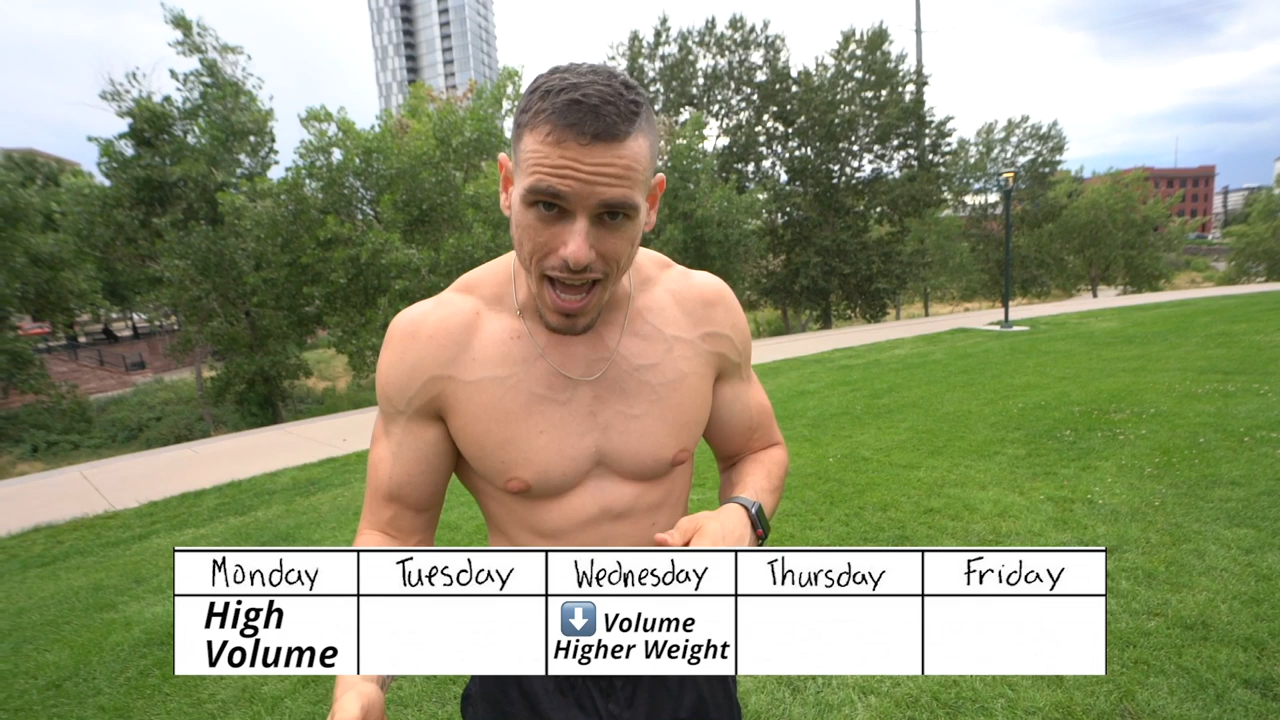 Monday Tuesday Wednesday Thursday Friday
High
Volume
⬇️ Volume
Higher Weight